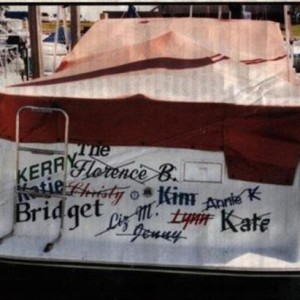 The
KERRY Florence B.
Katie Christy Kim Annie K
Bridget Liz M. Lynn Kate
Jenny